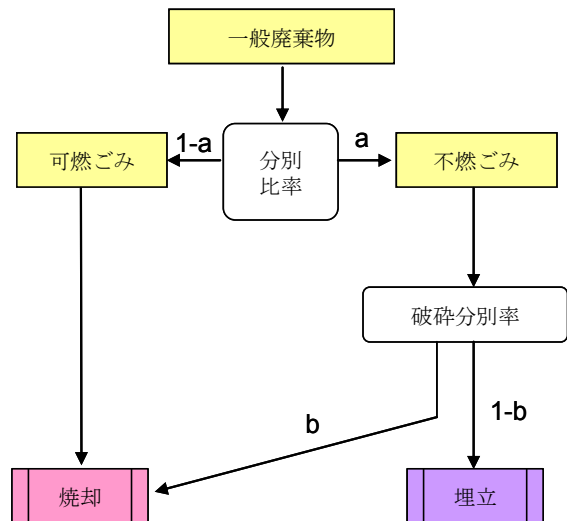 一般廃棄物
1-a
a
可燃ごみ
分別
比率
不燃ごみ
破砕分別率
b
1-b
焼却
埋立